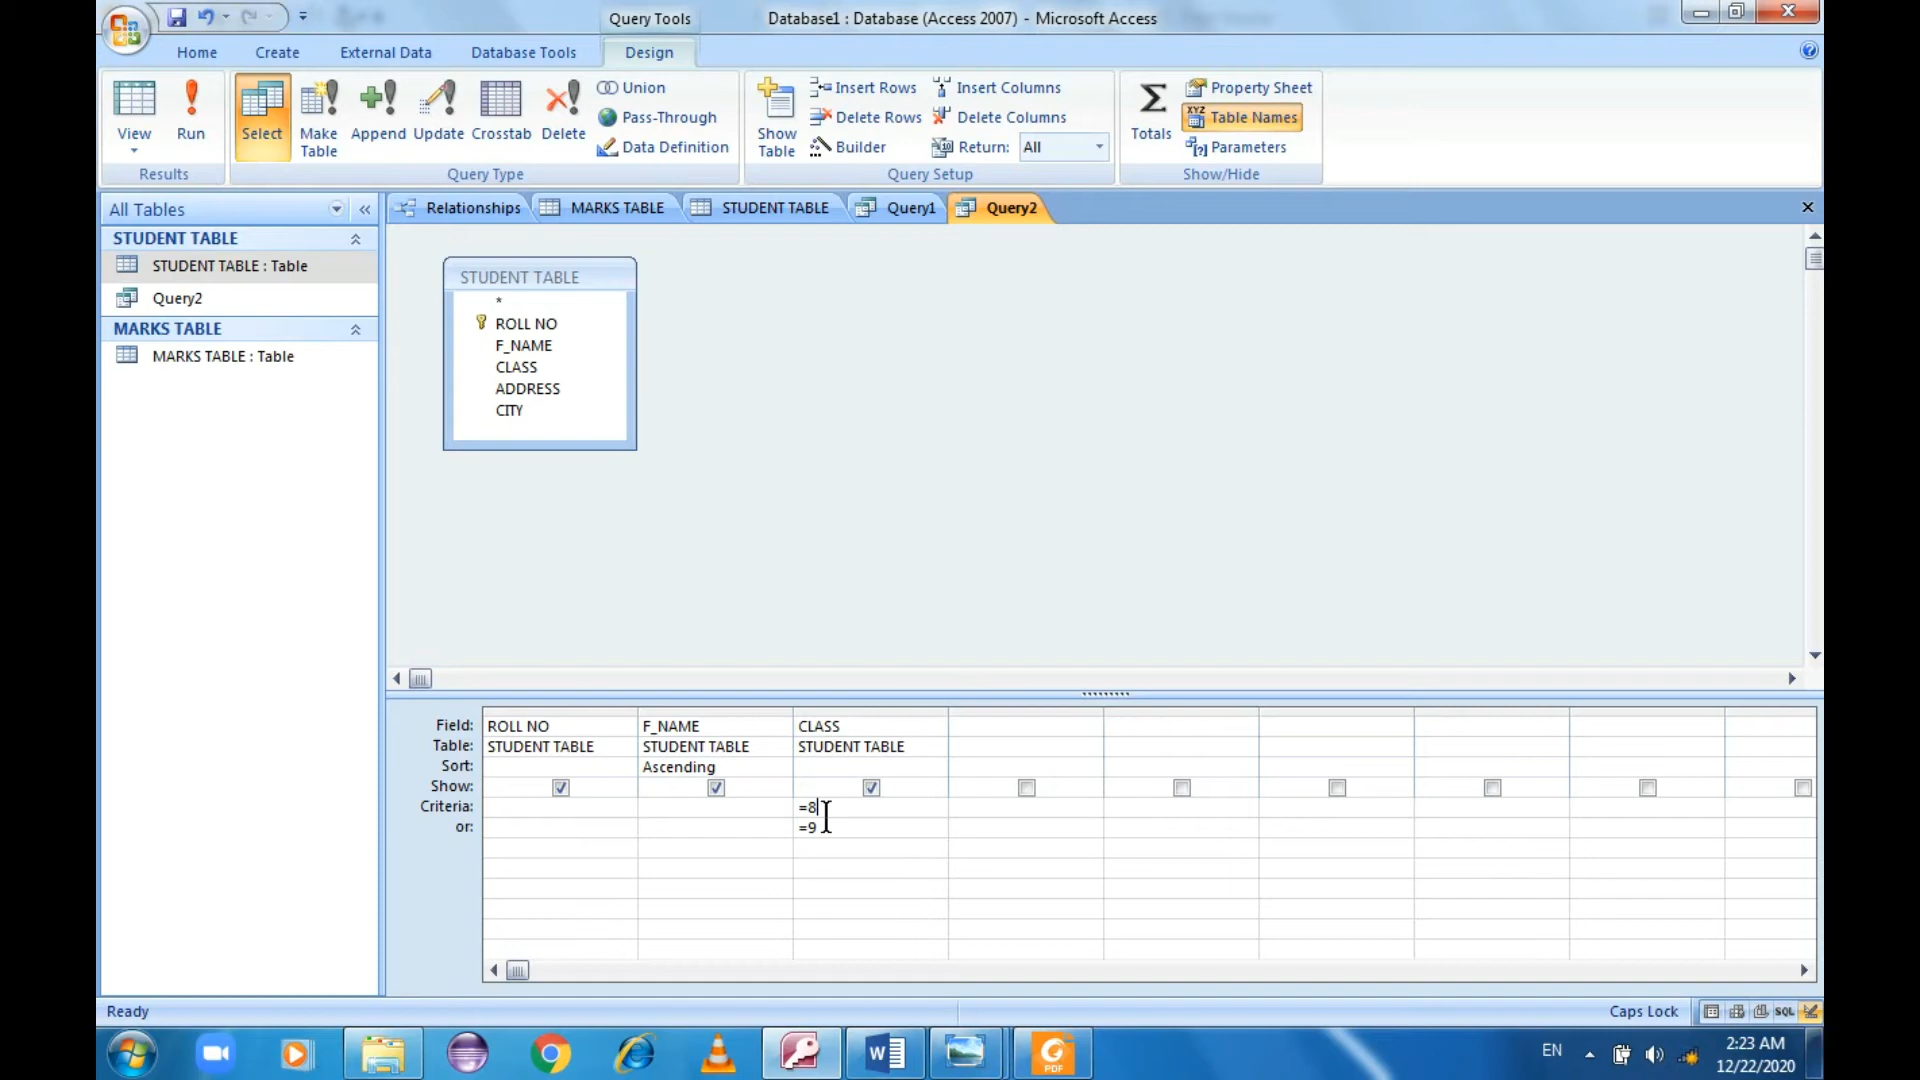 Query Tools
Database1 : Database (Access 2007) - Microsoft Access
Home
Create
External Data
Database Tools
Design
View
Run
Results
Select
Make Table
Append
Update
Crosstab
Delete
Union
Pass-Through
Data Definition
Query Type
Show Table
Insert Rows
Delete Rows
Builder
Insert Columns
Delete Columns
Return: All
Query Setup
Totals
Property Sheet
Table Names
Parameters
Show/Hide
All Tables
Relationships
MARKS TABLE
STUDENT TABLE
Query1
Query2
STUDENT TABLE
STUDENT TABLE : Table
Query2
MARKS TABLE
MARKS TABLE : Table
STUDENT TABLE
*
ROLL NO
F_NAME
CLASS
ADDRESS
CITY
Field: ROLL NO F_NAME CLASS
Table: STUDENT TABLE STUDENT TABLE STUDENT TABLE
Sort: Ascending
Show:
Criteria: =8
or: =9
Ready
Caps Lock
SQL
EN
PDF
2:23 AM
12/22/2020